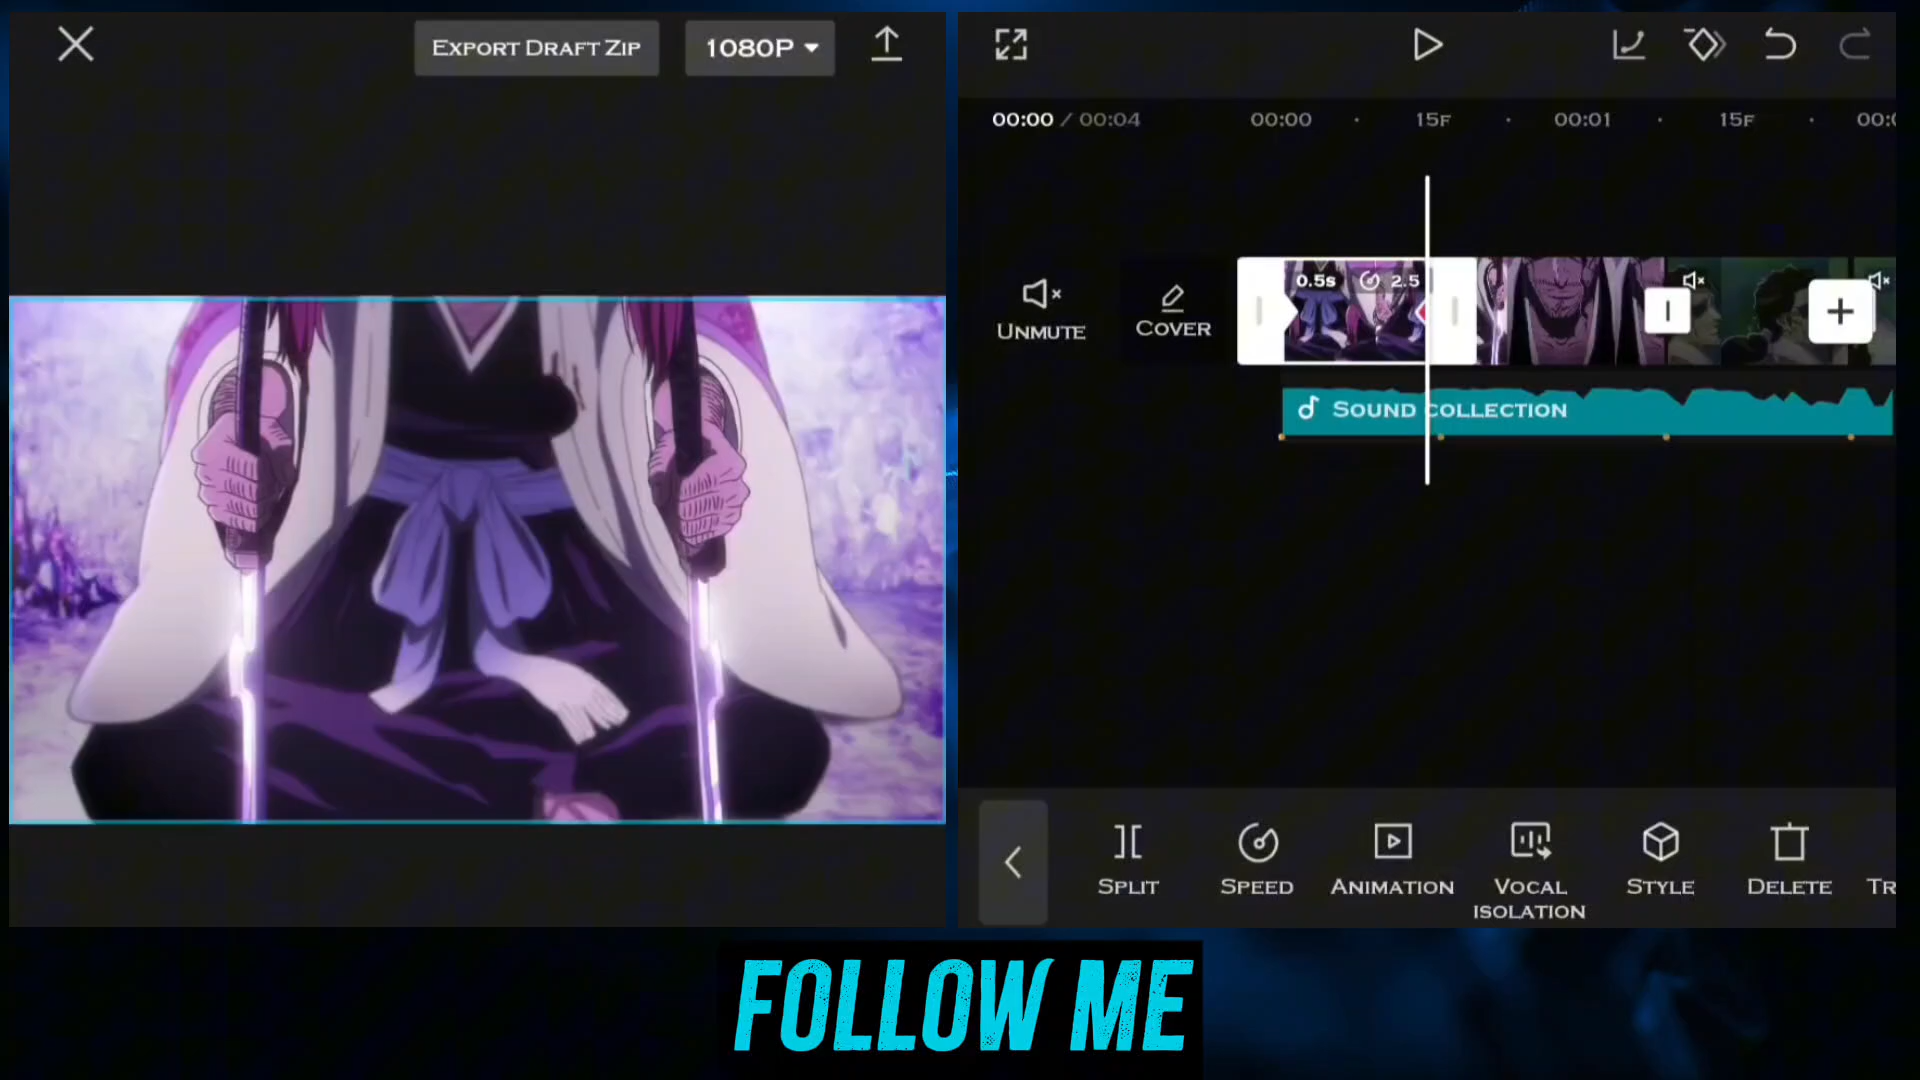 EXPORT DRAFT ZIP
1080P
00:00 / 00:04
00:00
15F
00:01
15F
UNMUTE
COVER
0.5s
2.5
SOUND COLLECTION
SPLIT
SPEED
ANIMATION
VOCAL
ISOLATION
STYLE
DELETE
FOLLOW ME